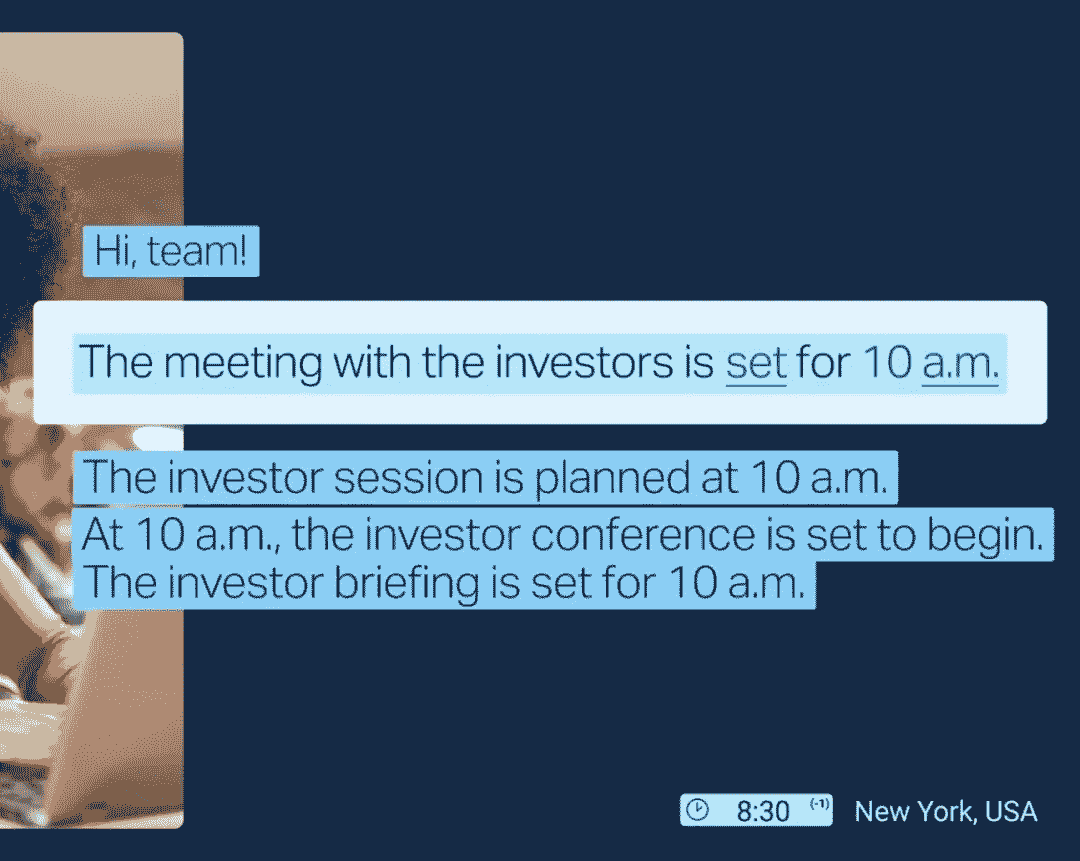 Hi, team!
The meeting with the investors is set for 10 a.m.
The investor session is planned at 10 a.m.
At 10 a.m., the investor conference is set to begin.
The investor briefing is set for 10 a.m.
8:30 (-1) New York, USA